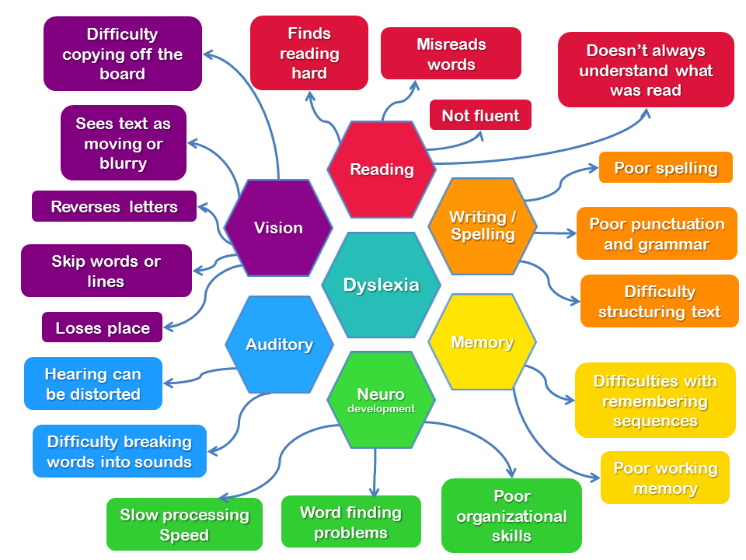 Difficulty
copying off the
board
Finds
reading
hard
Misreads
words
Doesn't always
understand what
was read
Not fluent
Sees text as
moving or
blurry
Reading
Poor spelling
Reverses letters
Vision
Writing /
Spelling
Poor punctuation
and grammar
Skip words or
lines
Dyslexia
Difficulty
structuring text
Loses place
Auditory
Memory
Hearing can
be distorted
Neuro
development
Difficulties with
remembering
sequences
Difficulty breaking
words into sounds
Poor working
memory
Slow processing
Speed
Word finding
problems
Poor
organizational
skills